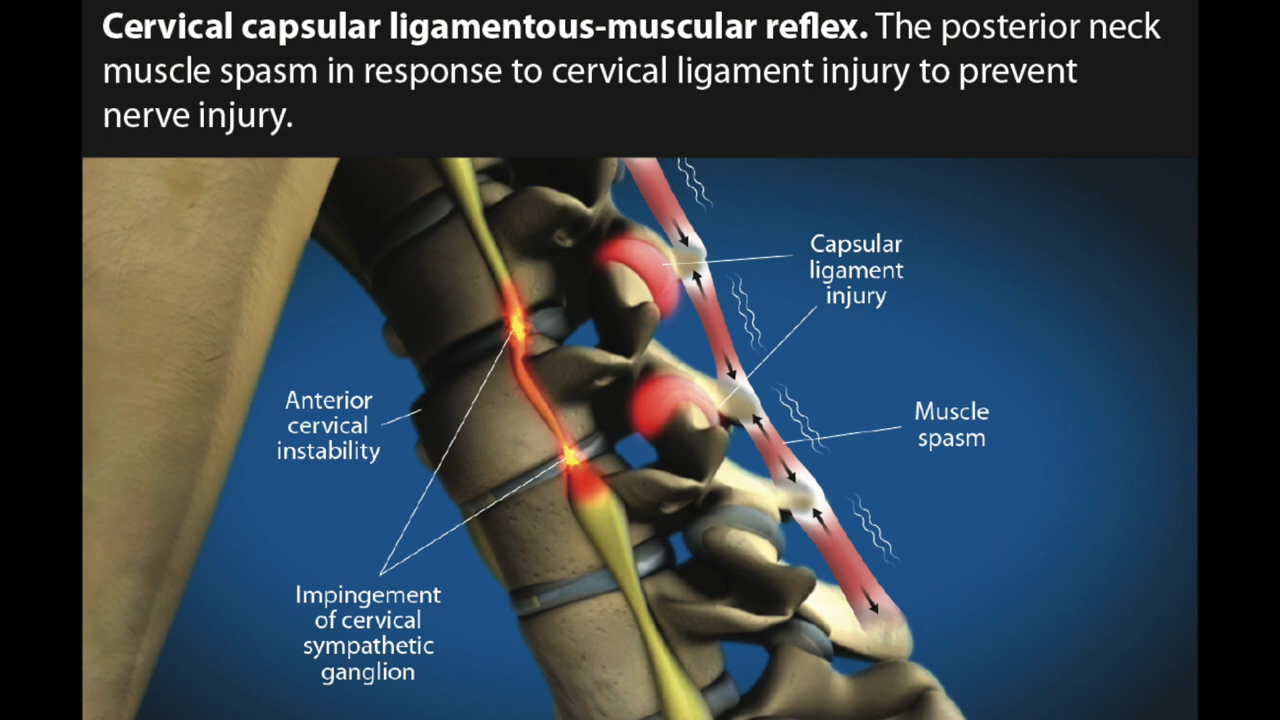 Cervical capsular ligamentous-muscular reflex. The posterior neck
muscle spasm in response to cervical ligament injury to prevent
nerve injury.
Capsular
ligament
injury
Anterior
cervical
instability
Muscle
spasm
Impingement
of cervical
sympathetic
ganglion